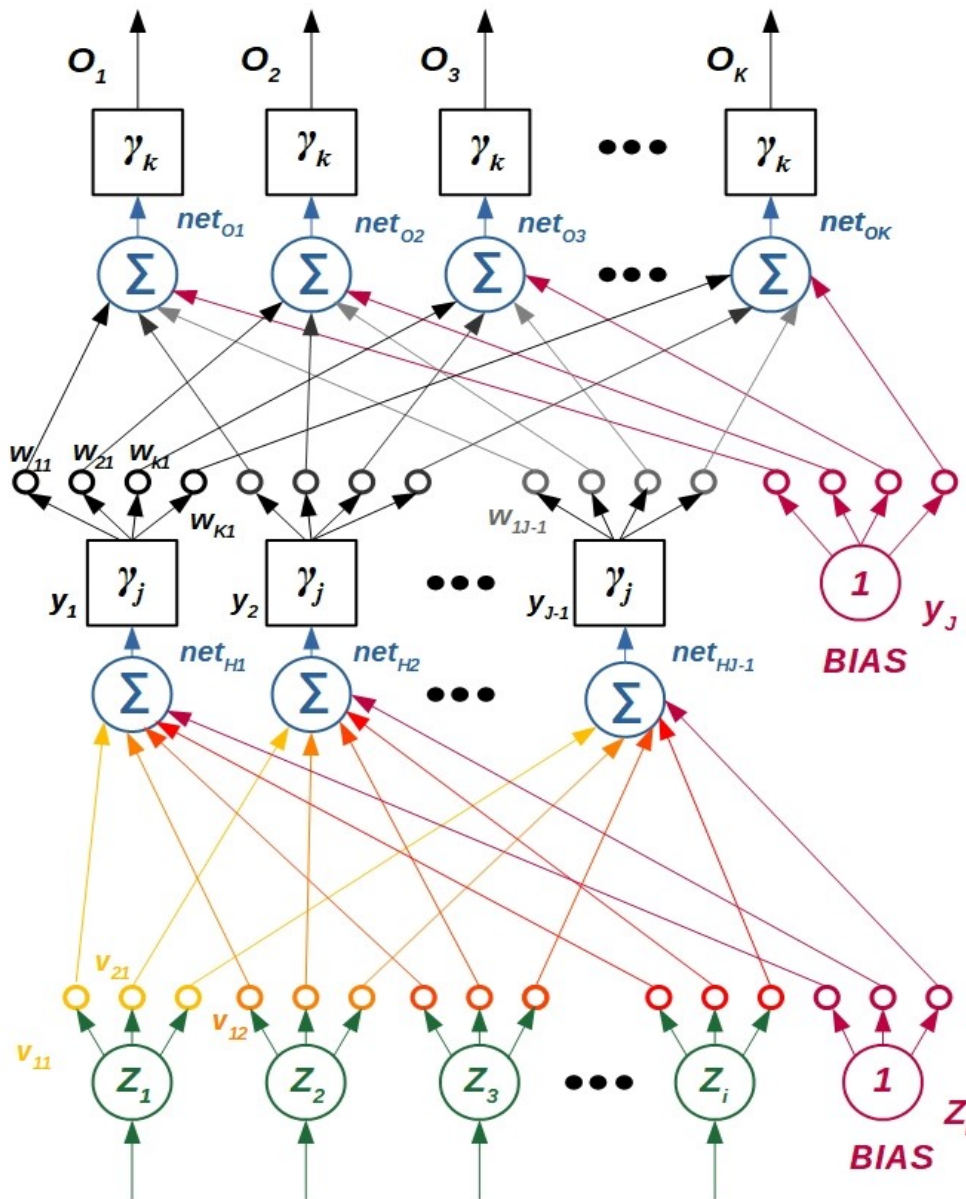 O1 O2 O3 OK
γk γk γk γk
netO1 netO2 netO3 netOK
Σ Σ Σ Σ
w11 w21 wk1
wK1 w1J-1
γj γj γj 1
y1 y2 yJ-1 yJ
netH1 netH2 netHJ-1 BIAS
Σ Σ Σ
v21
v11 v12
Z1 Z2 Z3 Zi 1
BIAS